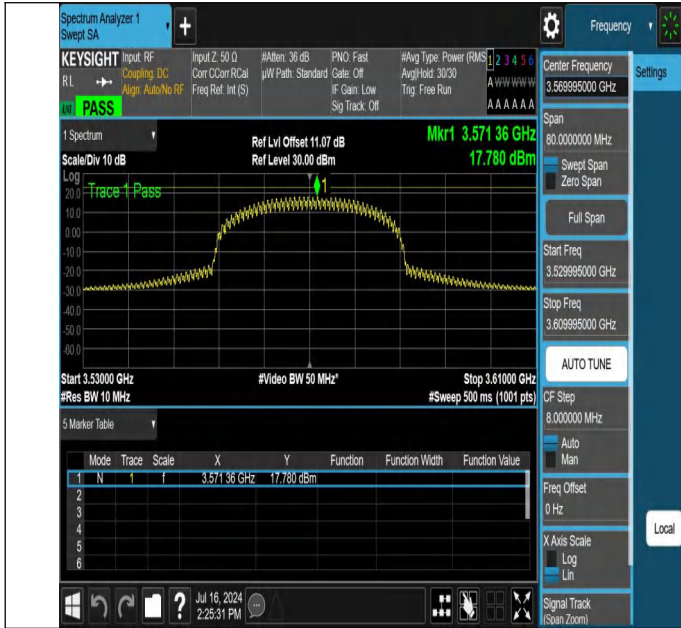 Spectrum Analyzer 1
Swept SA
+
Frequency
KEYSIGHT
RL
PASS
Input: RF
Coupling: DC
Align: Auto/No RF
Input Z: 50 Ω
Corr CCorr RCal
Freq Ref: Int (S)
#Atten: 36 dB
µW Path: Standard
PNO: Fast
Gate: Off
IF Gain: Low
Sig Track: Off
#Avg Type: Power (RMS
Avg|Hold: 30/30
Trig: Free Run
1 2 3 4 5 6
A W W W W W
A A A A A A
1 Spectrum
Scale/Div 10 dB
Ref Lvl Offset 11.07 dB
Ref Level 30.00 dBm
Mkr1 3.571 36 GHz
17.780 dBm
Log
Trace 1 Pass
1
20.0
10.0
0.00
-10.0
-20.0
-30.0
-40.0
-50.0
-60.0
Start 3.53000 GHz
#Res BW 10 MHz
#Video BW 50 MHz*
Stop 3.61000 GHz
#Sweep 500 ms (1001 pts)
5 Marker Table
Mode Trace Scale X Y Function Function Width Function Value
1 N 1 f 3.571 36 GHz 17.780 dBm
2
3
4
5
6
Jul 16, 2024
2:25:31 PM
?
Center Frequency
3.569995000 GHz
Settings
Span
80.0000000 MHz
Swept Span
Zero Span
Full Span
Start Freq
3.529995000 GHz
Stop Freq
3.609995000 GHz
AUTO TUNE
CF Step
8.000000 MHz
Auto
Man
Freq Offset
0 Hz
Local
X Axis Scale
Log
Lin
Signal Track
(Span Zoom)